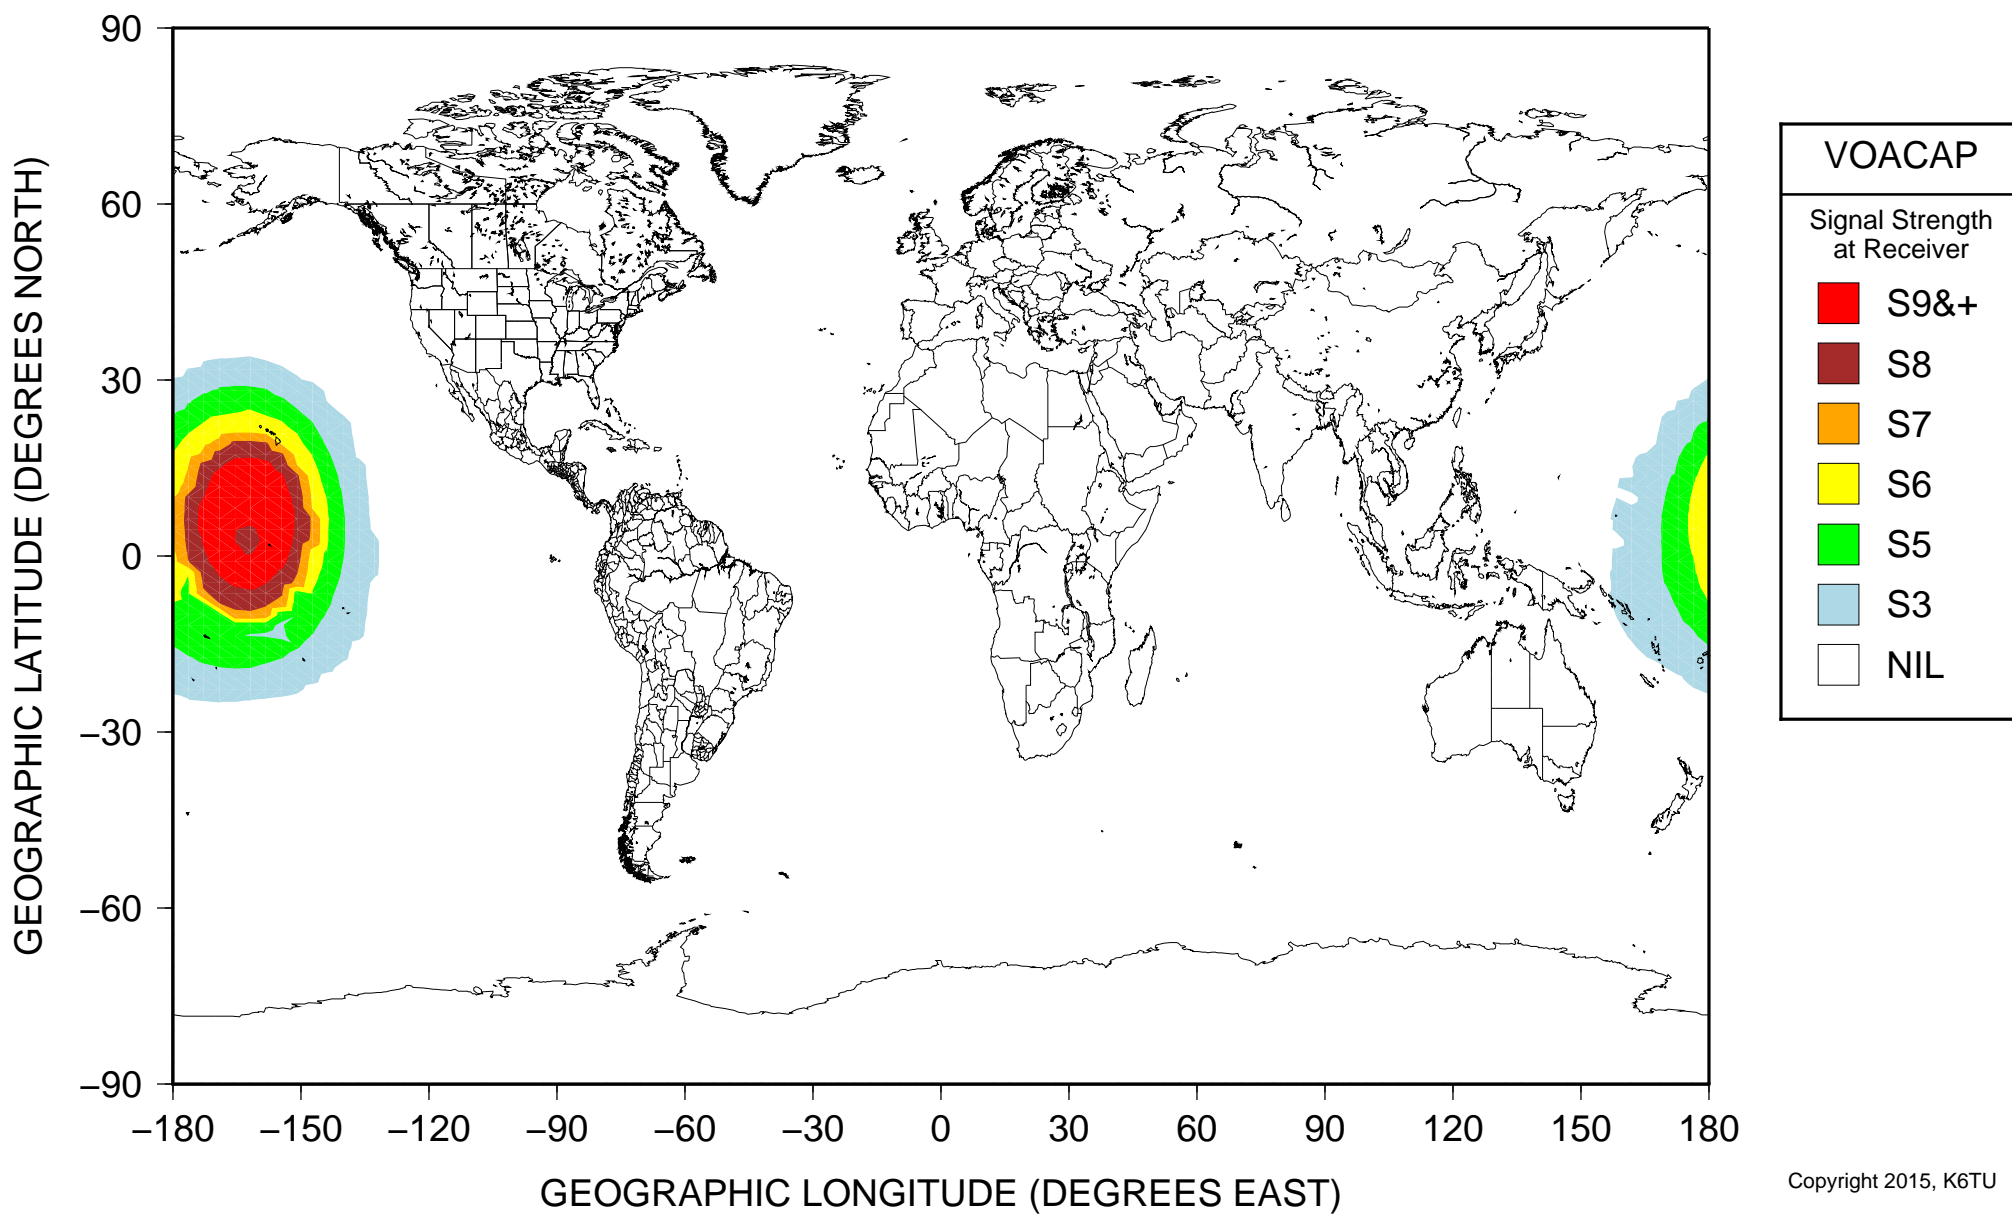 90
60
30
0
−30
−60
−90
GEOGRAPHIC LATITUDE (DEGREES NORTH)
−180 −150 −120 −90 −60 −30 0 30 60 90 120 150 180
GEOGRAPHIC LONGITUDE (DEGREES EAST)
VOACAP
Signal Strength
at Receiver
S9&+
S8
S7
S6
S5
S3
NIL
Copyright 2015, K6TU